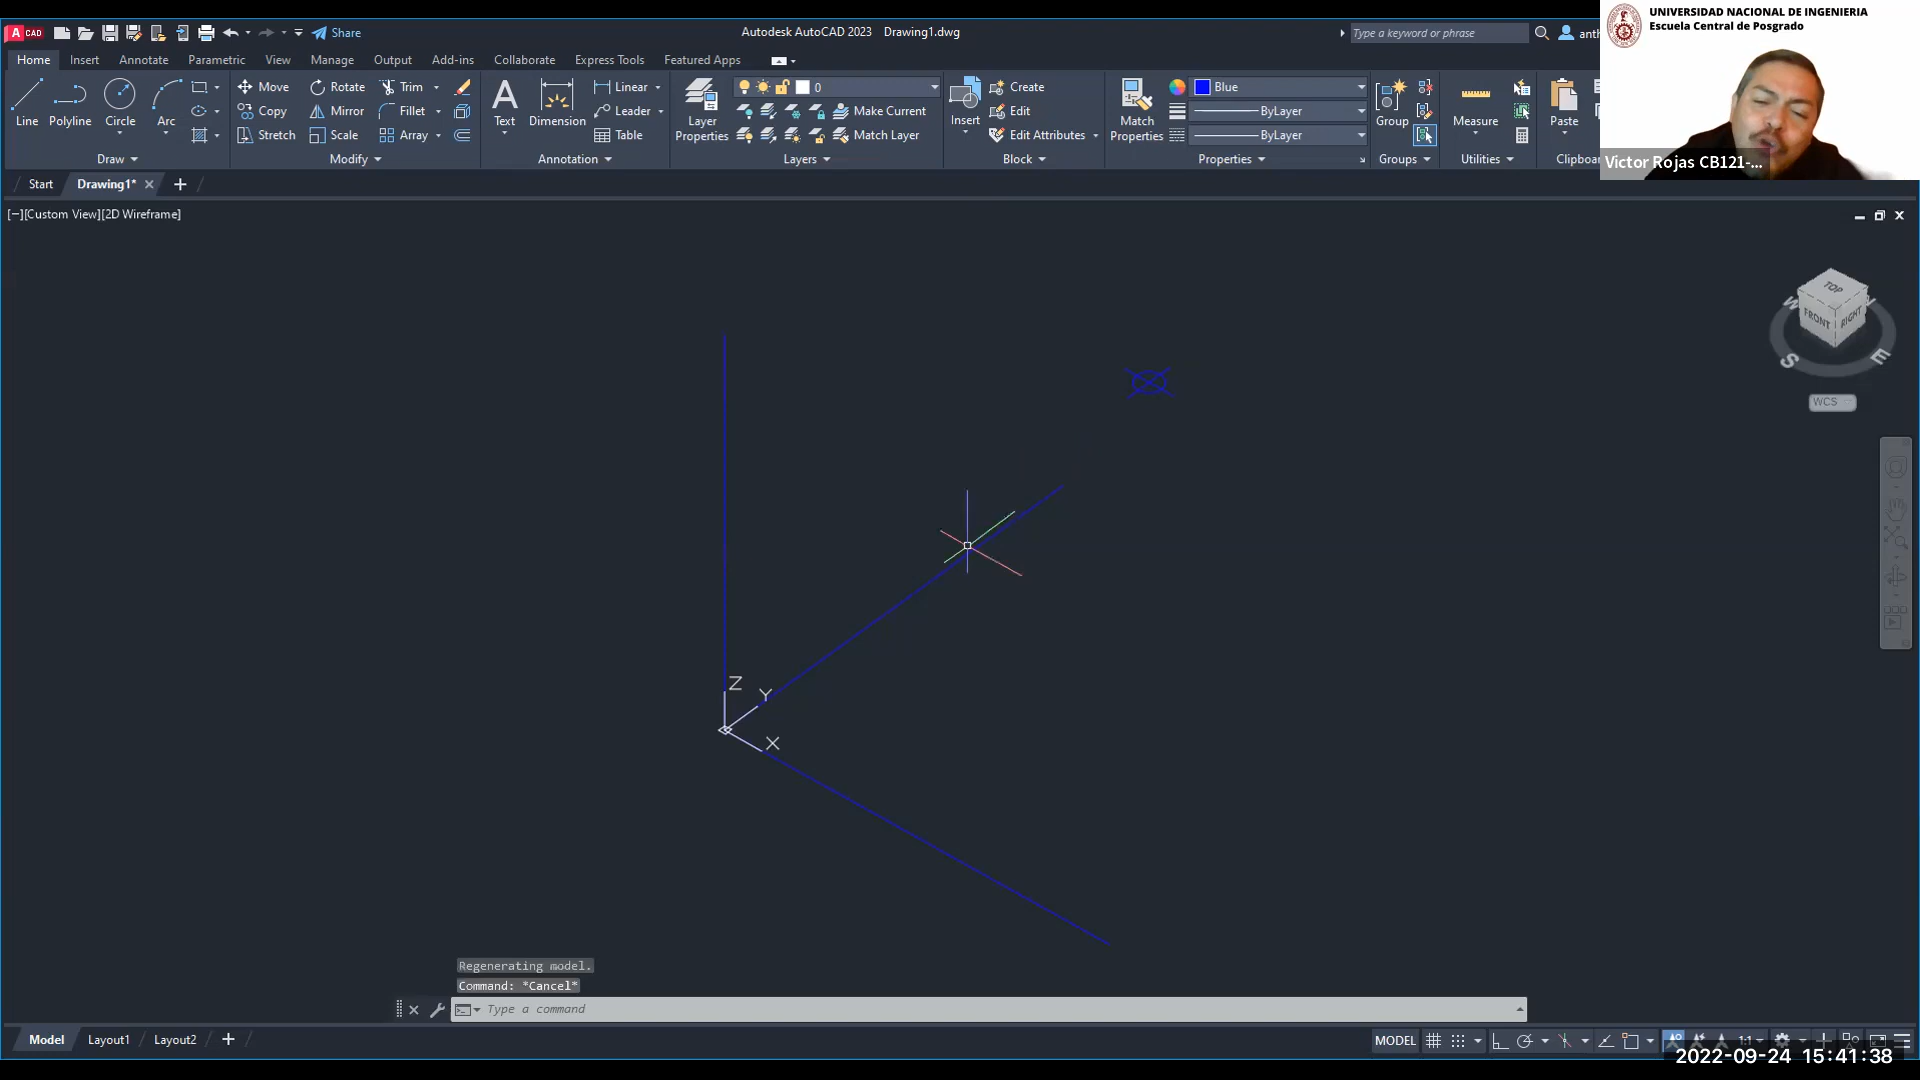 UNIVERSIDAD NACIONAL DE INGENIERIA
Escuela Central de Posgrado
A CAD
Share
Autodesk AutoCAD 2023 Drawing1.dwg
Type a keyword or phrase
Home Insert Annotate Parametric View Manage Output Add-ins Collaborate Express Tools Featured Apps
Line Polyline Circle Arc
Move Rotate Trim
Copy Mirror Fillet
Stretch Scale Array
Text Dimension
Linear
Leader
Table
Layer
Properties
0
Make Current
Match Layer
Insert
Create
Edit
Edit Attributes
Match
Properties
Blue
ByLayer
ByLayer
Group
Measure
Paste
Draw Modify Annotation Layers Block Properties Groups Utilities
Victor Rojas CB121-...
Start Drawing1* +
[−][Custom View][2D Wireframe]
TOP
FRONT RIGHT
S E
WCS
Z
Y
X
Regenerating model.
Command: *Cancel*
Type a command
Model Layout1 Layout2 +
MODEL
1:1
2022-09-24 15:41:38